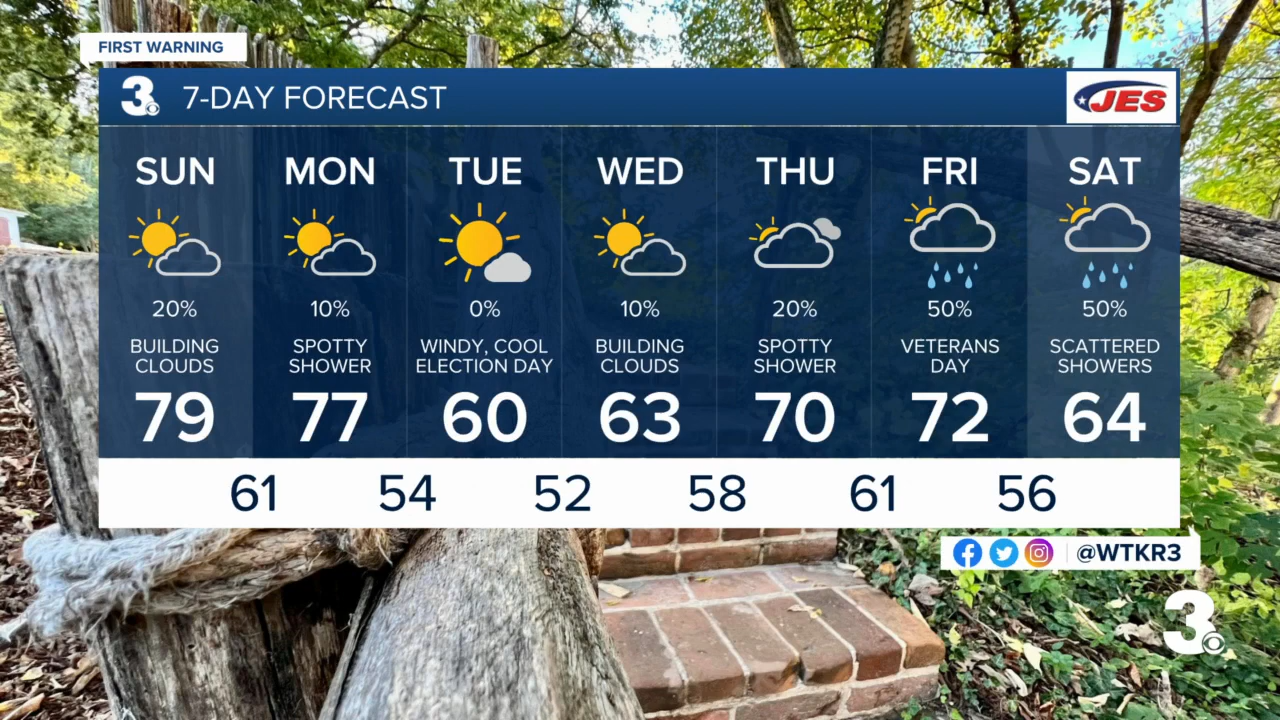 FIRST WARNING
3 7-DAY FORECAST
JES
SUN MON TUE WED THU FRI SAT
20% 10% 0% 10% 20% 50% 50%
BUILDING SPOTTY WINDY, COOL BUILDING SPOTTY VETERANS SCATTERED
CLOUDS SHOWER ELECTION DAY CLOUDS SHOWER DAY SHOWERS
79 77 60 63 70 72 64
61 54 52 58 61 56
@WTKR3
3